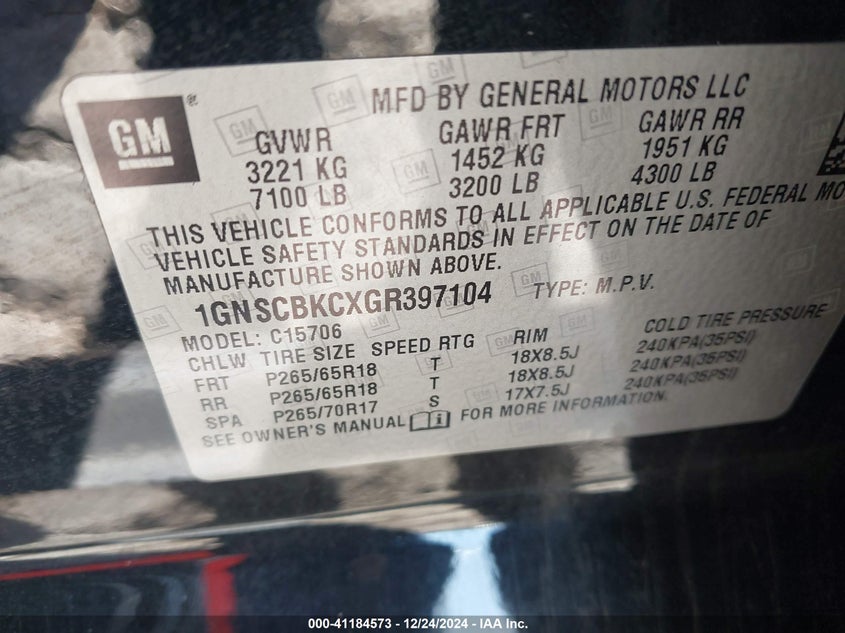 GM ®
MFD BY GENERAL MOTORS LLC
GVWR GAWR FRT GAWR RR
3221 KG 1452 KG 1951 KG
7100 LB 3200 LB 4300 LB
THIS VEHICLE CONFORMS TO ALL APPLICABLE U.S. FEDERAL MO
VEHICLE SAFETY STANDARDS IN EFFECT ON THE DATE OF
MANUFACTURE SHOWN ABOVE.
1GNSCBKCXGR397104 TYPE: M.P.V.
MODEL: C15706
CHLW TIRE SIZE SPEED RTG RIM COLD TIRE PRESSURE
FRT P265/65R18 T 18X8.5J 240KPA(35PSI)
RR P265/65R18 T 18X8.5J 240KPA(35PSI)
SPA P265/70R17 S 17X7.5J 240KPA(35PSI)
SEE OWNER'S MANUAL FOR MORE INFORMATION.
000-41184573 - 12/24/2024 - IAA Inc.